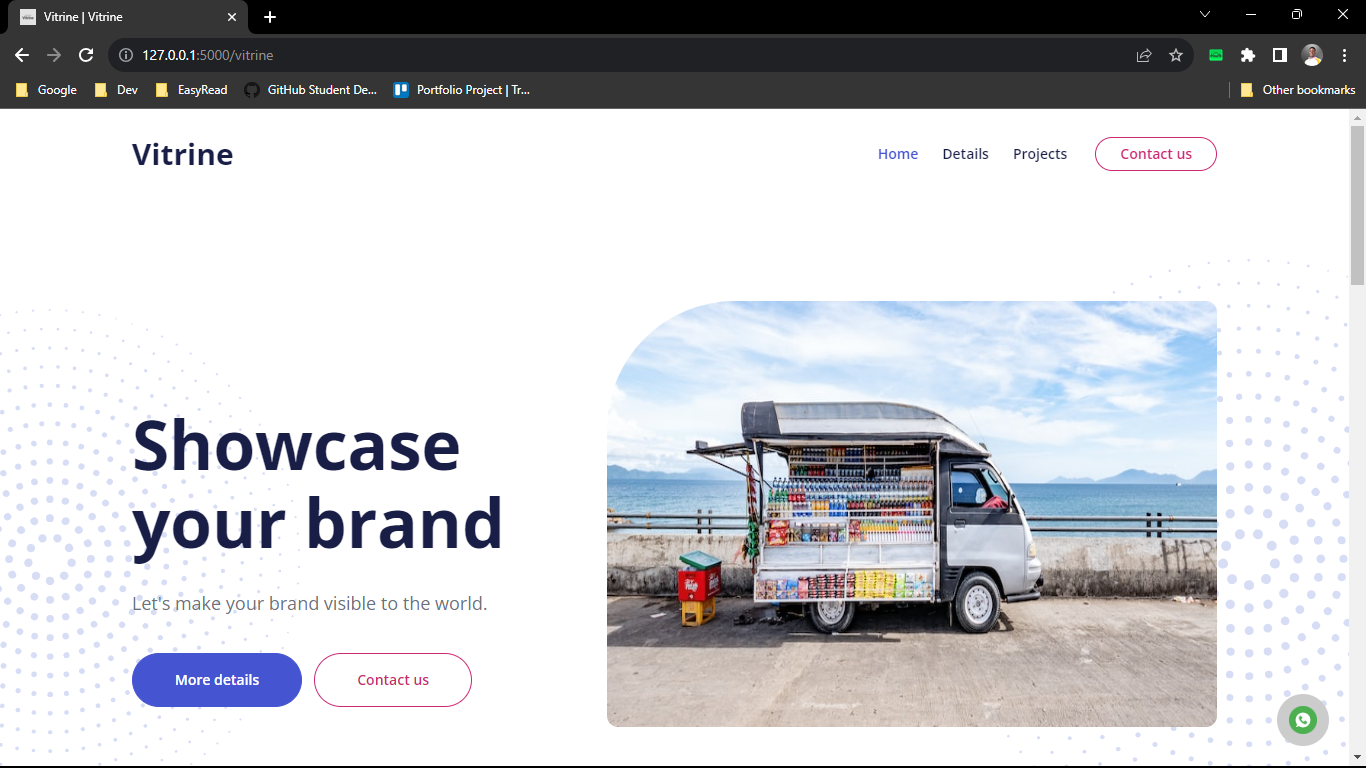 Vitrine | Vitrine
127.0.0.1:5000/vitrine
Google Dev EasyRead GitHub Student De... Portfolio Project | Tr... Other bookmarks
Vitrine Home Details Projects Contact us
Showcase
your brand
Let's make your brand visible to the world.
More details Contact us